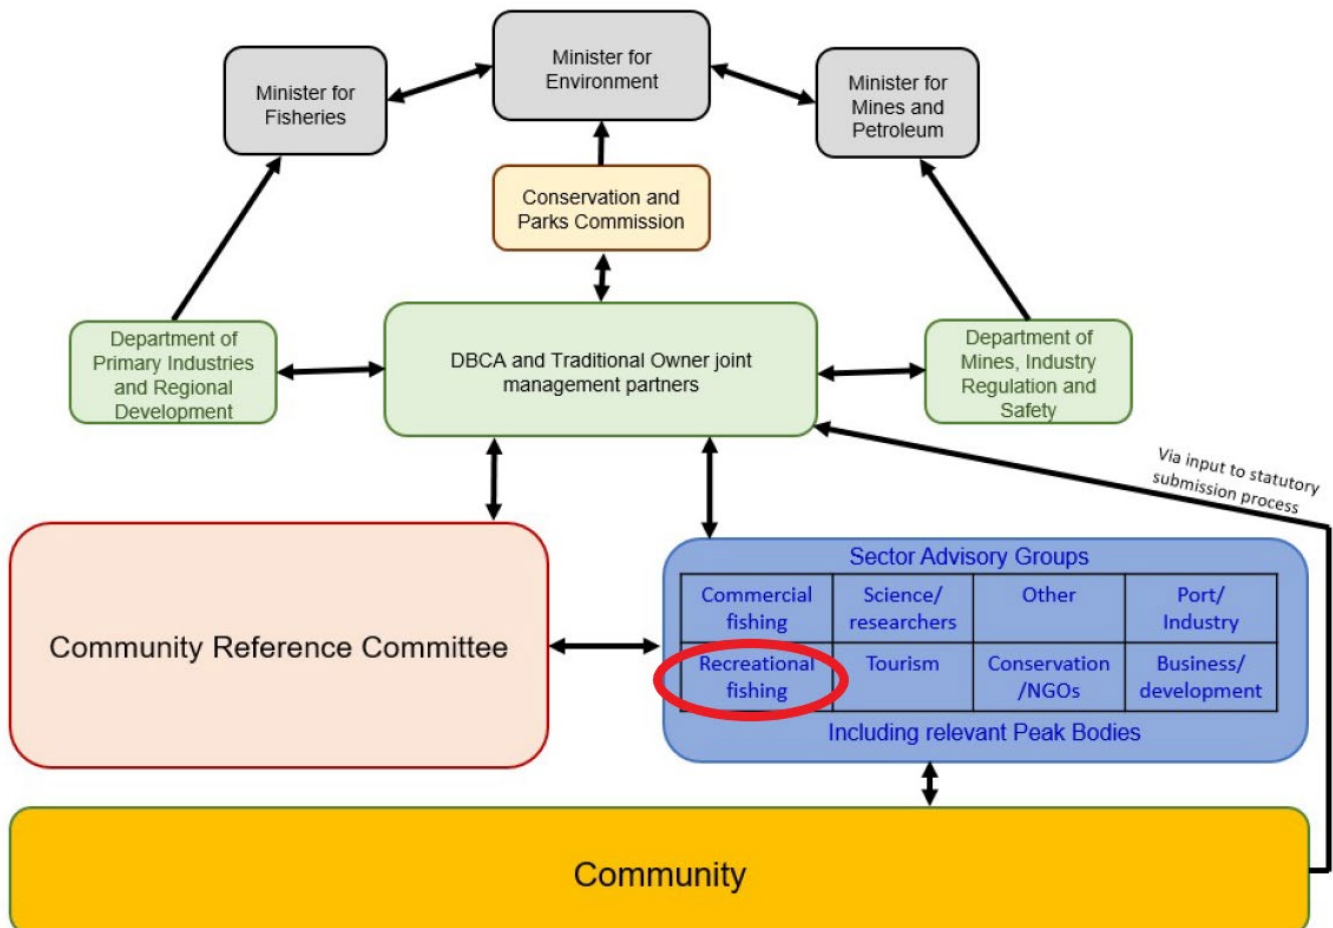 Minister for
Environment
Minister for
Fisheries
Minister for
Mines and
Petroleum
Conservation and
Parks Commission
Department of
Primary Industries
and Regional
Development
DBCA and Traditional Owner joint
management partners
Department of
Mines, Industry
Regulation and
Safety
Via input to statutory
submission process
Community Reference Committee
Sector Advisory Groups
Commercial
fishing
Science/
researchers
Other
Port/
Industry
Recreational
fishing
Tourism
Conservation
/NGOs
Business/
development
Including relevant Peak Bodies
Community